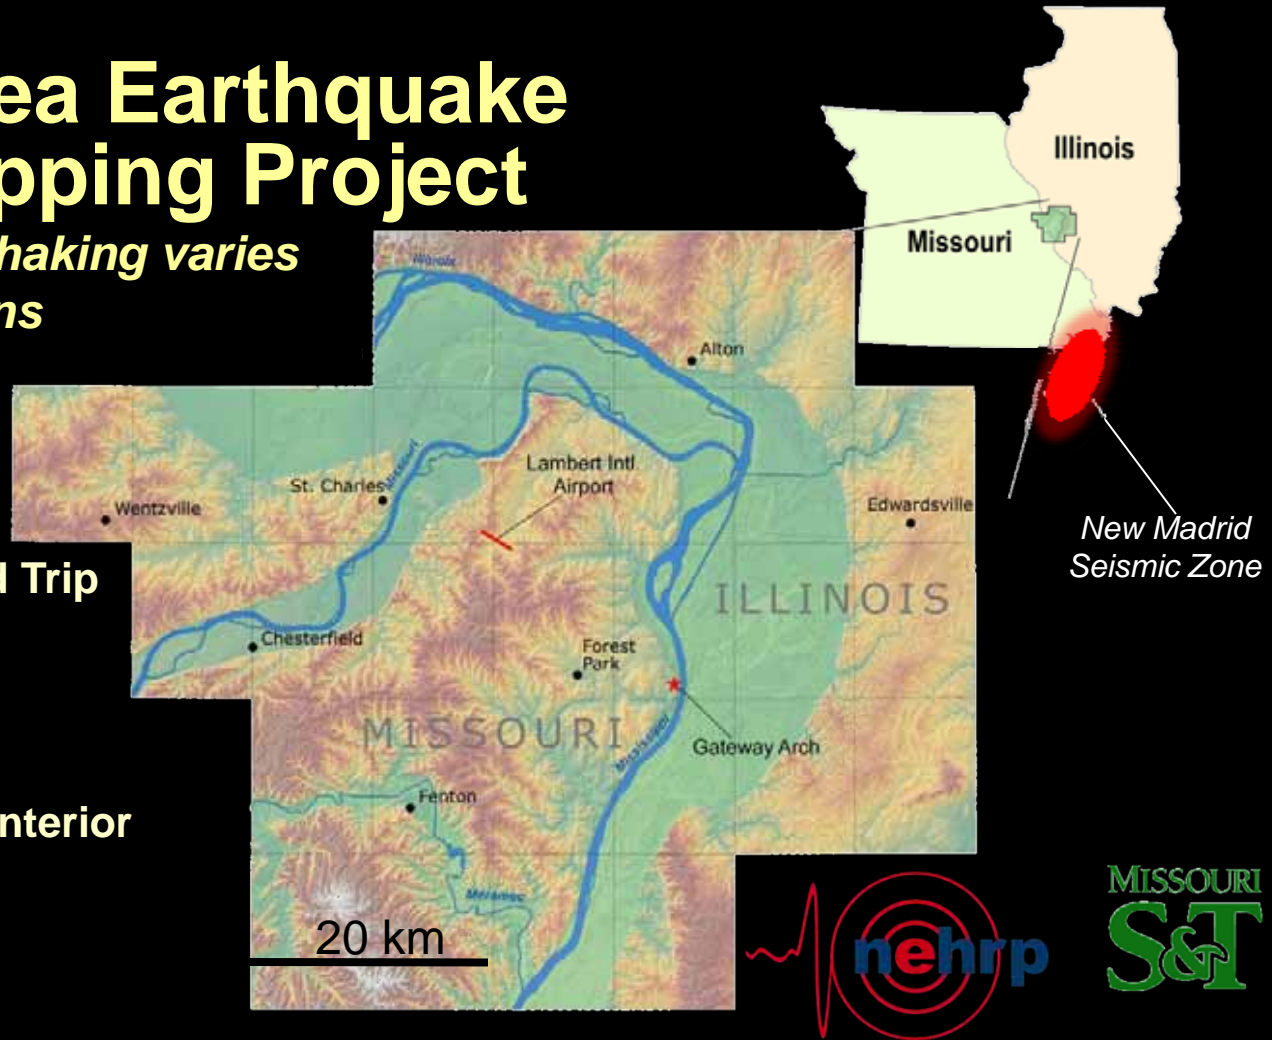 ea Earthquake
pping Project
haking varies
ns
Illinois
Missouri
Illinois
Alton
Missouri
Lambert Intl
Airport
St. Charles
Wentzville
Edwardsville
New Madrid
Seismic Zone
d Trip
ILLINOIS
Chesterfield
Forest
Park
MISSOURI
Mississippi
Gateway Arch
Fenton
nterior
Meramec
20 km
nehrp
MISSOURI
S&T